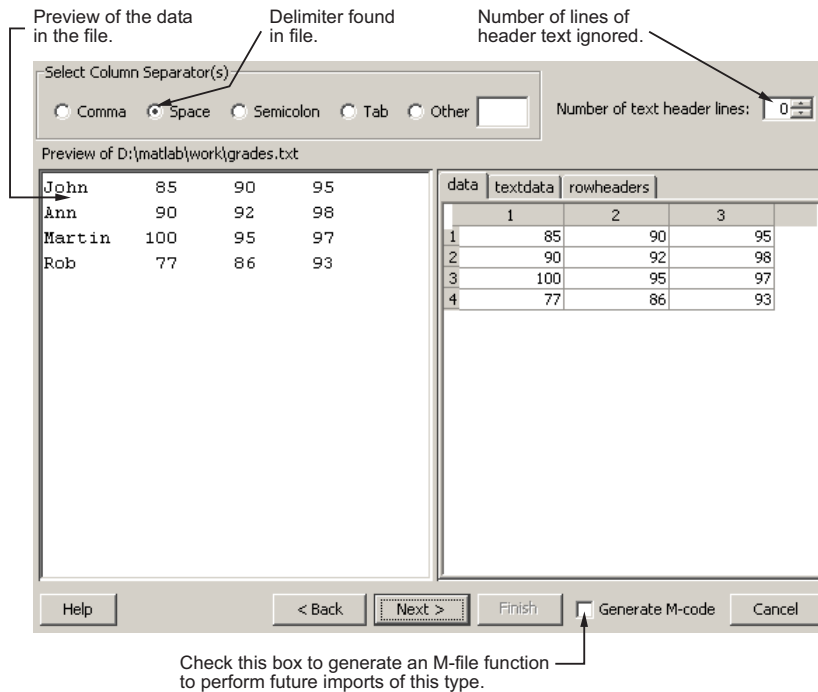 Preview of the data
in the file.
Delimiter found
in file.
Number of lines of
header text ignored.
Select Column Separator(s)
Comma Space Semicolon Tab Other
Number of text header lines: 0
Preview of D:\matlab\work\grades.txt
John 85 90 95
Ann 90 92 98
Martin 100 95 97
Rob 77 86 93
data textdata rowheaders
1 2 3
1 85 90 95
2 90 92 98
3 100 95 97
4 77 86 93
Help < Back Next > Finish Generate M-code Cancel
Check this box to generate an M-file function
to perform future imports of this type.